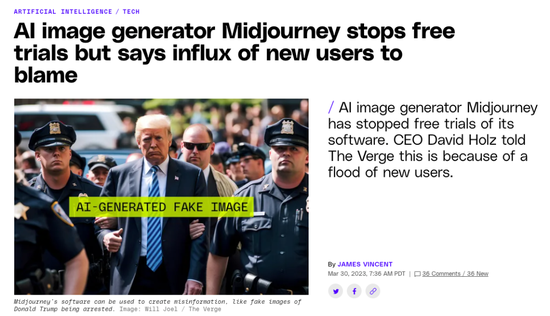 ARTIFICIAL INTELLIGENCE / TECH
AI image generator Midjourney stops free
trials but says influx of new users to
blame
/ AI image generator Midjourney
has stopped free trials of its
software. CEO David Holz told
The Verge this is because of a
flood of new users.
AI-GENERATED FAKE IMAGE
By JAMES VINCENT
Mar 30, 2023, 7:36 AM PDT | 36 Comments / 36 New
Midjourney's software can be used to create misinformation, like fake images of
Donald Trump being arrested. Image: Will Joel / The Verge